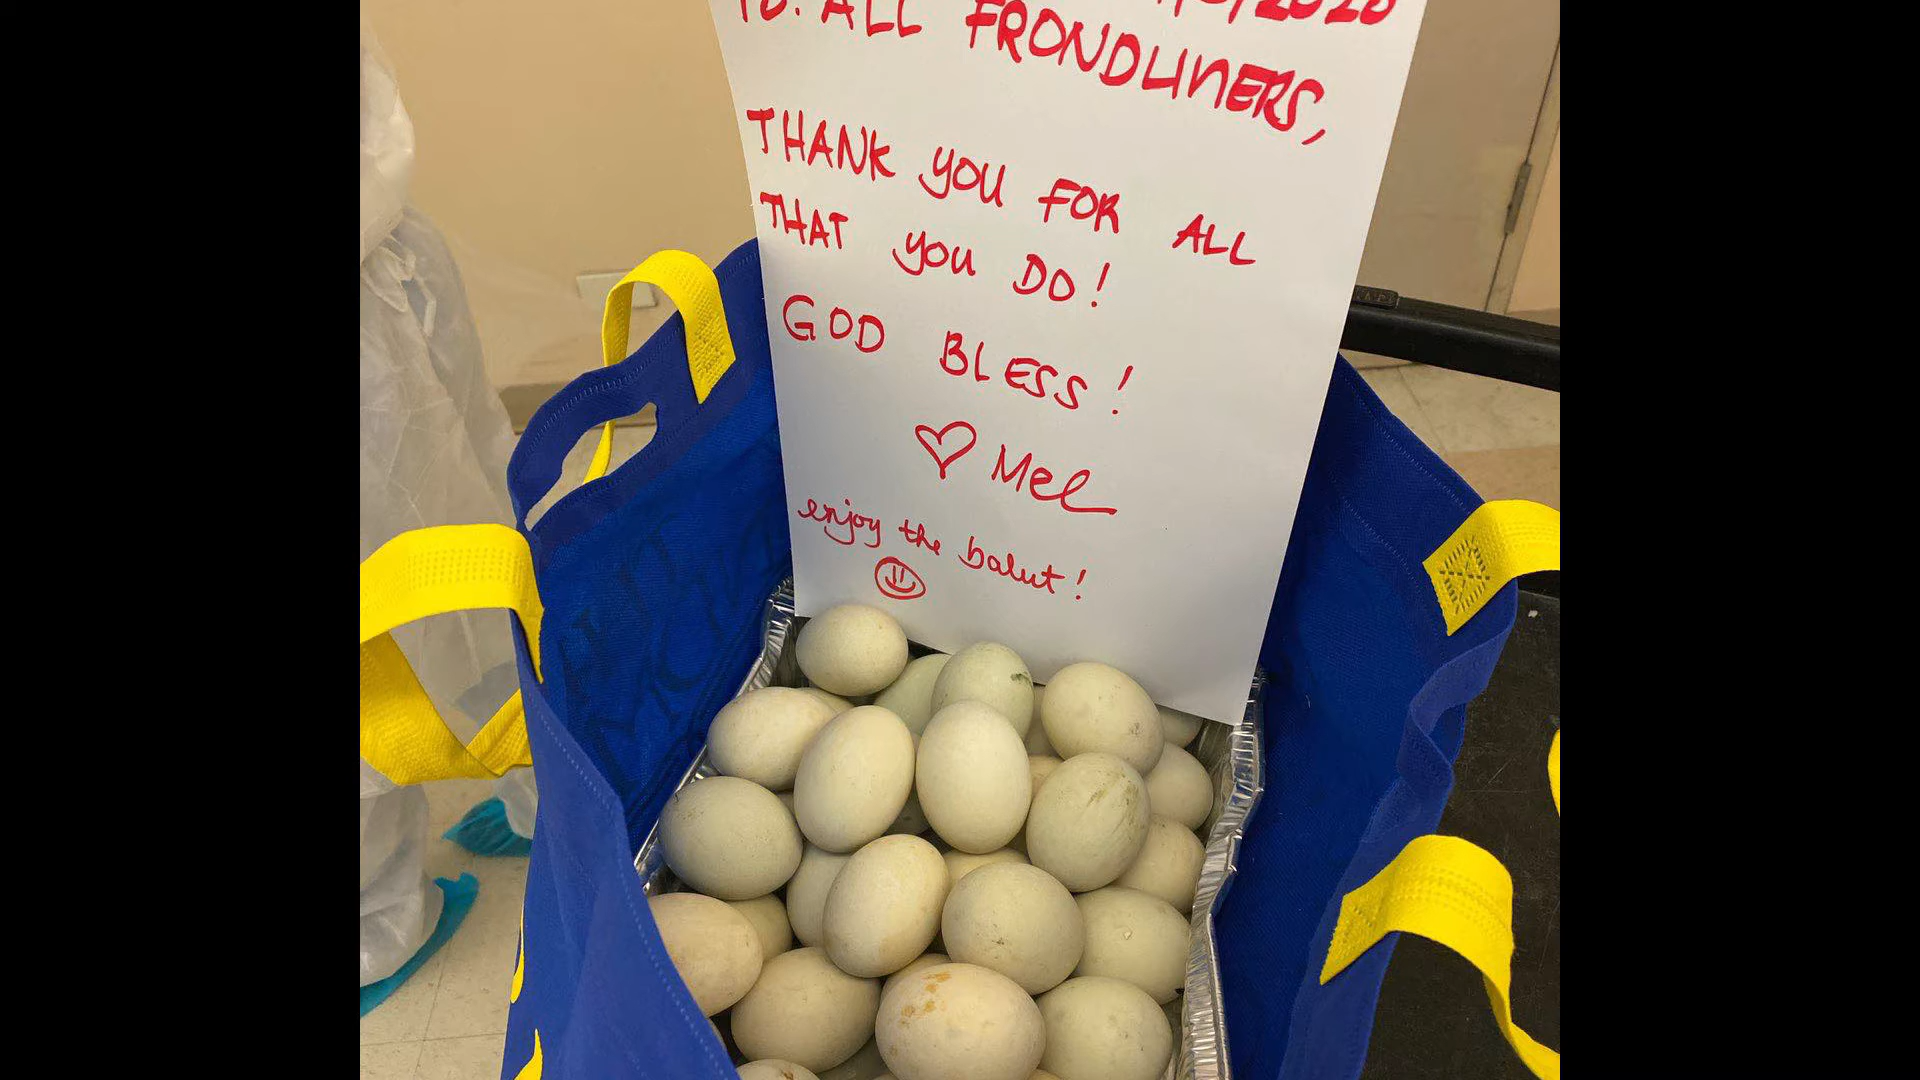 TO: ALL FRONDLINERS,
THANK YOU FOR ALL
THAT YOU DO!
GOD BLESS!
♡ Mel
enjoy the balut!